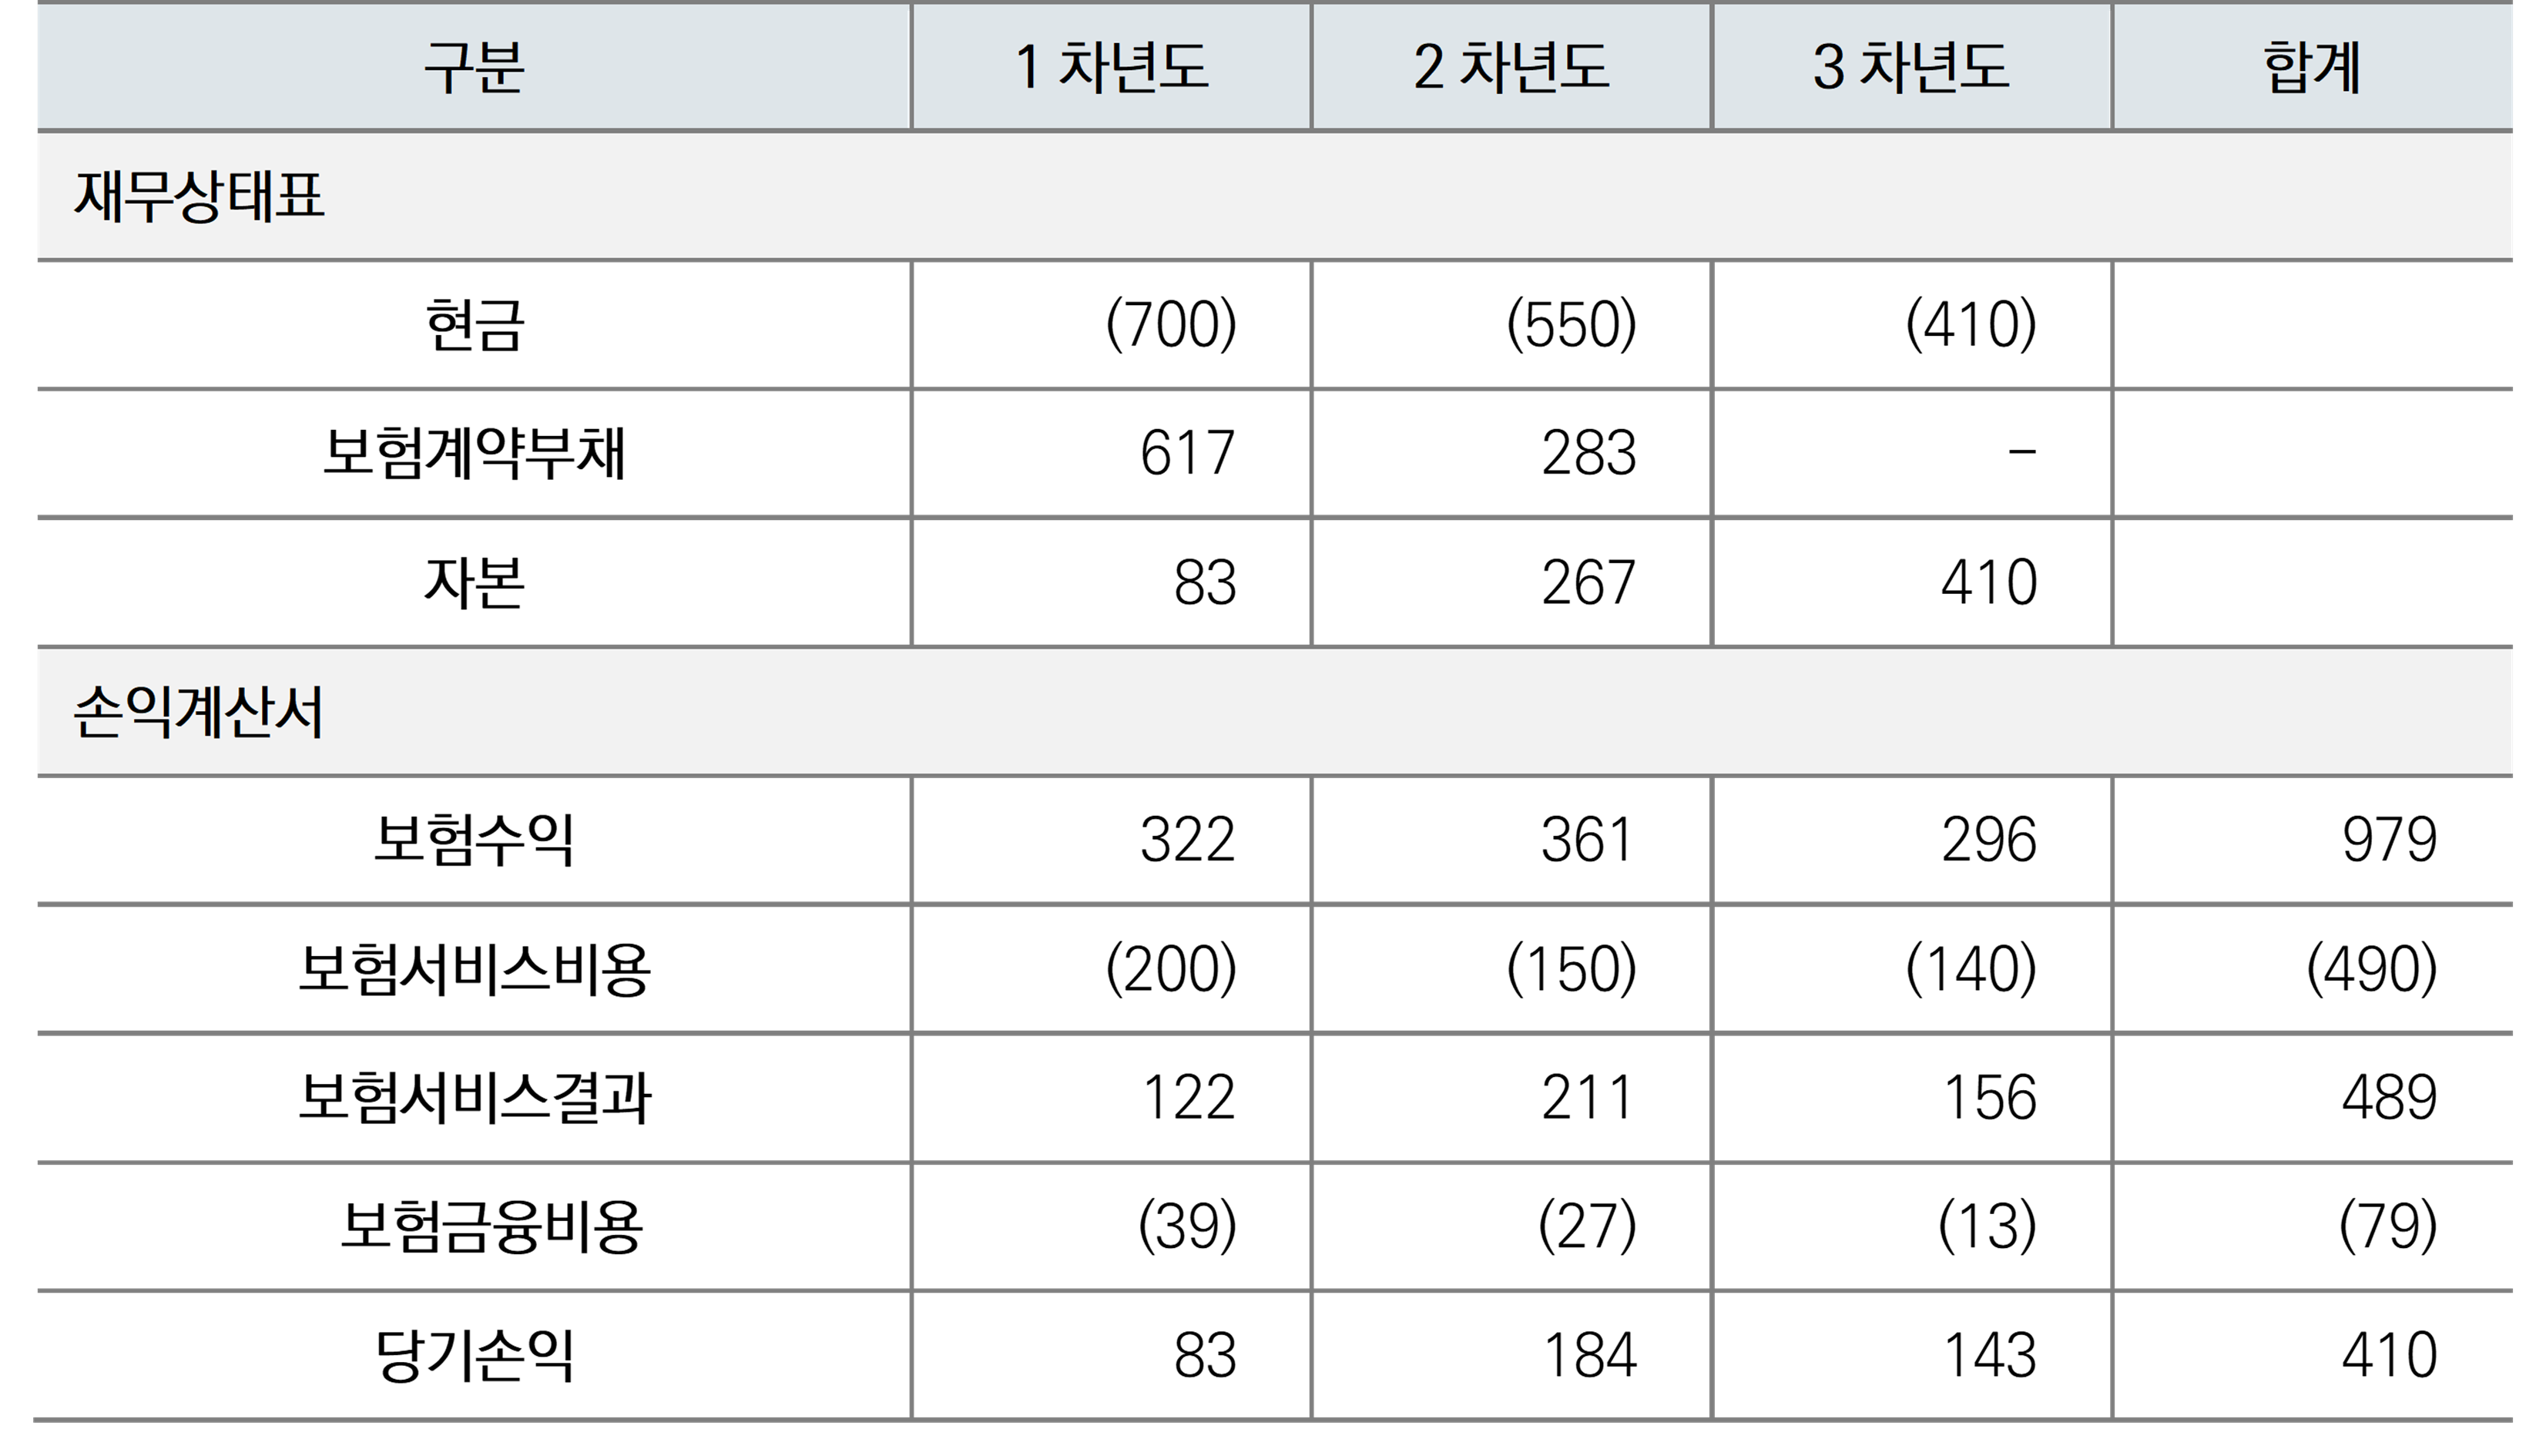 구분 1 차년도 2 차년도 3 차년도 합계
재무상태표
현금 (700) (550) (410)
보험계약부채 617 283 –
자본 83 267 410
손익계산서
보험수익 322 361 296 979
보험서비스비용 (200) (150) (140) (490)
보험서비스결과 122 211 156 489
보험금융비용 (39) (27) (13) (79)
당기손익 83 184 143 410